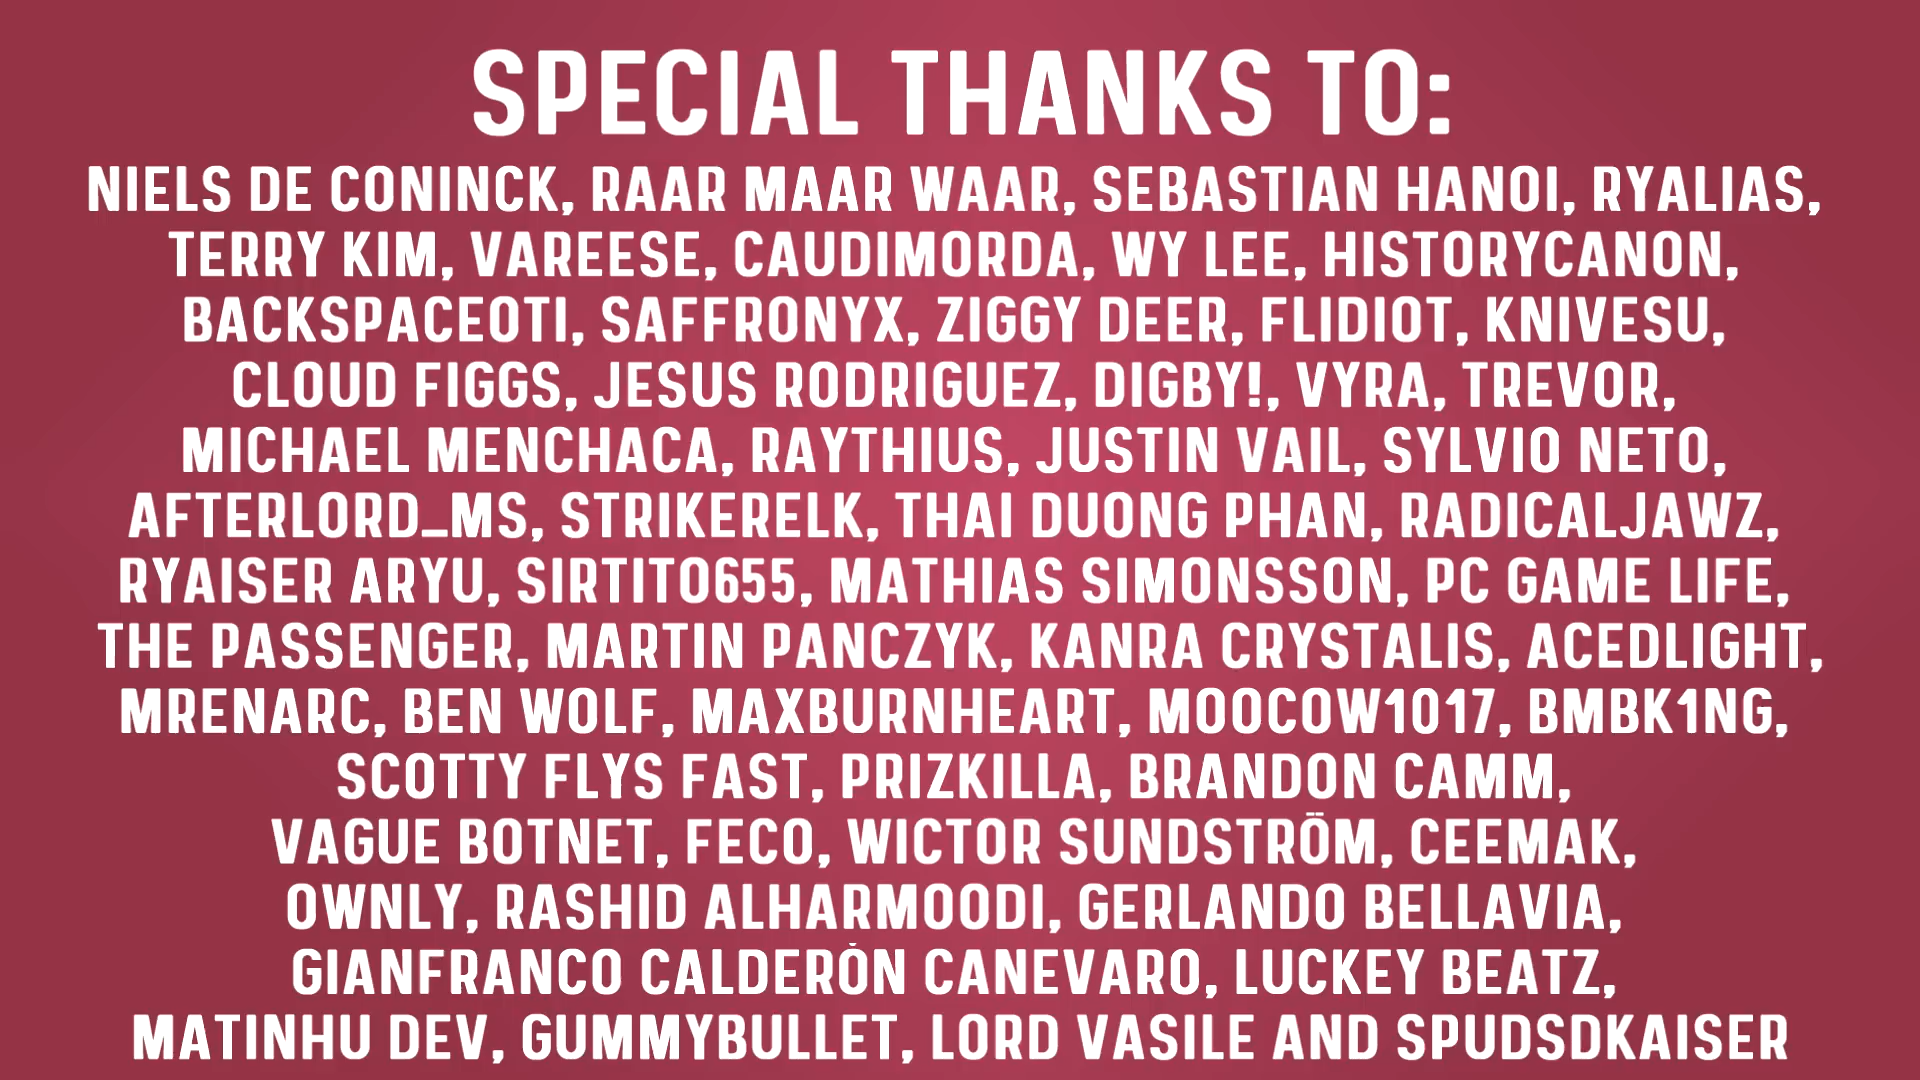 SPECIAL THANKS TO:
NIELS DE CONINCK, RAAR MAAR WAAR, SEBASTIAN HANOI, RYALIAS,
TERRY KIM, VAREESE, CAUDIMORDA, WY LEE, HISTORYCANON,
BACKSPACEOTI, SAFFRONYX, ZIGGY DEER, FLIDIOT, KNIVESU,
CLOUD FIGGS, JESUS RODRIGUEZ, DIGBY!, VYRA, TREVOR,
MICHAEL MENCHACA, RAYTHIUS, JUSTIN VAIL, SYLVIO NETO,
AFTERLORD_MS, STRIKERELK, THAI DUONG PHAN, RADICALJAWZ,
RYAISER ARYU, SIRTITO655, MATHIAS SIMONSSON, PC GAME LIFE,
THE PASSENGER, MARTIN PANCZYK, KANRA CRYSTALIS, ACEDLIGHT,
MRENARC, BEN WOLF, MAXBURNHEART, MOOCOW1017, BMBK1NG,
SCOTTY FLYS FAST, PRIZKILLA, BRANDON CAMM,
VAGUE BOTNET, FECO, WICTOR SUNDSTRÖM, CEEMAK,
OWNLY, RASHID ALHARMOODI, GERLANDO BELLAVIA,
GIANFRANCO CALDERÓN CANEVARO, LUCKEY BEATZ,
MATINHU DEV, GUMMYBULLET, LORD VASILE AND SPUDSDKAISER